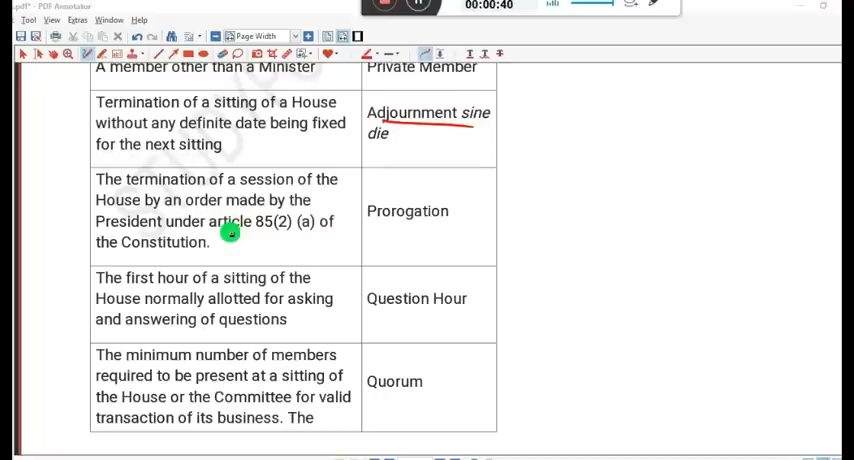 .pdf* - PDF Annotator
00:00:40
Tool View Extras Window Help
Page Width
A member other than a Minister
Private Member
Termination of a sitting of a House
without any definite date being fixed
for the next sitting
Adjournment sine
die
The termination of a session of the
House by an order made by the
President under article 85(2) (a) of
the Constitution.
Prorogation
The first hour of a sitting of the
House normally allotted for asking
and answering of questions
Question Hour
The minimum number of members
required to be present at a sitting of
the House or the Committee for valid
transaction of its business. The
Quorum